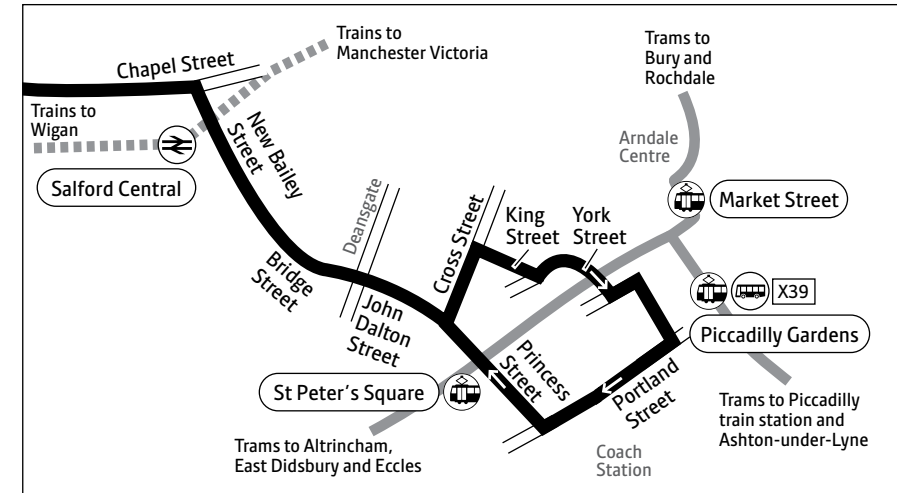 Trains to
Manchester Victoria
Chapel Street
Trains to
Wigan
Salford Central
New Bailey
Street
Trams to
Bury and
Rochdale
Arndale
Centre
Market Street
Deansgate
Cross Street
King
Street
York
Street
X39
Piccadilly Gardens
Bridge
Street
John
Dalton
Street
Princess
Street
Portland
Street
St Peter's Square
Trams to Piccadilly
train station and
Ashton-under-Lyne
Trams to Altrincham,
East Didsbury and Eccles
Coach
Station